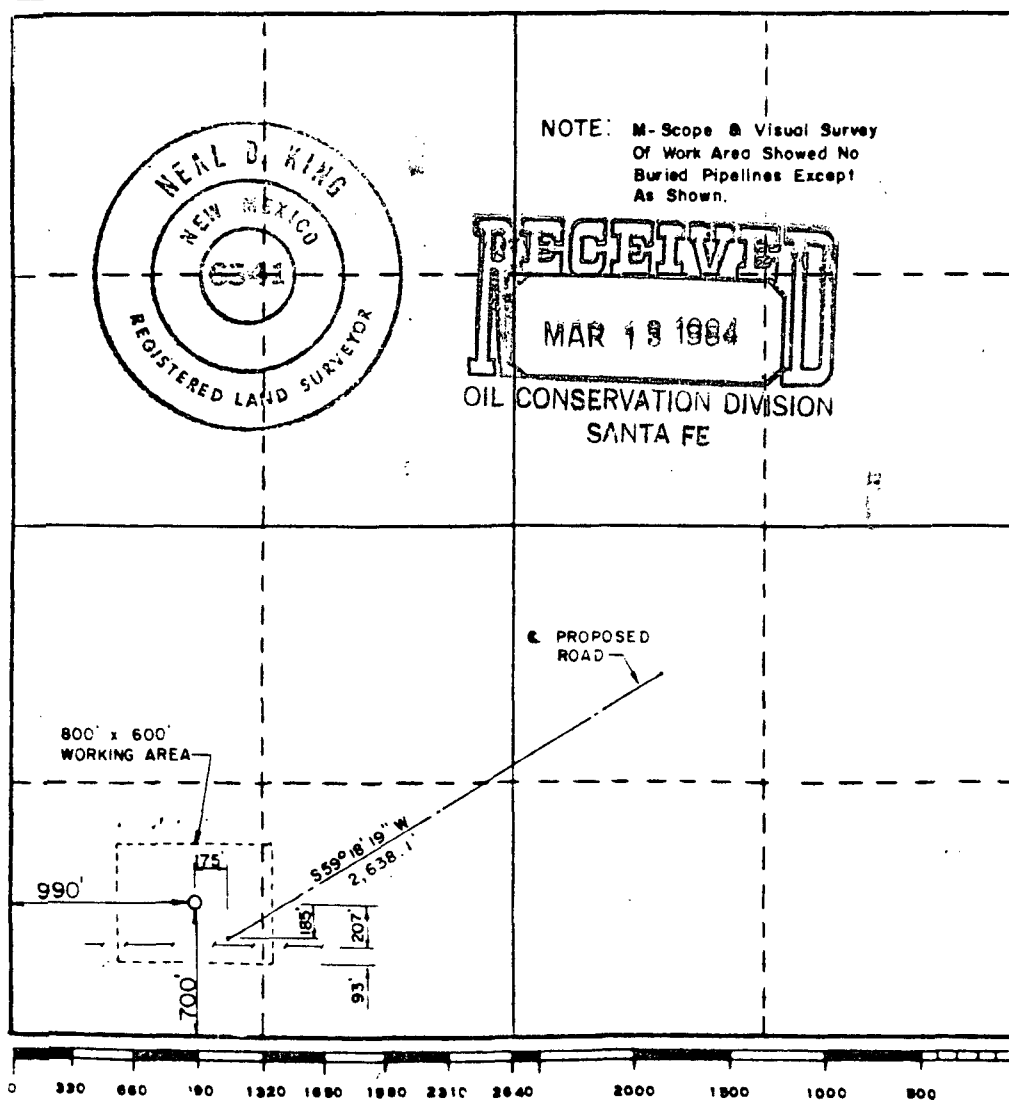 NEAL D. KING
NEW MEXICO
REGISTERED LAND SURVEYOR
NOTE: M-Scope & Visual Survey
Of Work Area Showed No
Buried Pipelines Except
As Shown.
RECEIVED
MAR 19 1984
OIL CONSERVATION DIVISION
SANTA FE
℄ PROPOSED
ROAD
800' x 600'
WORKING AREA
S59°18'19" W
2,638.1'
175'
990'
185'
207'
93'
700'
0 330 660 990 1320 1650 1980 2310 2640 2000 1500 1000 500